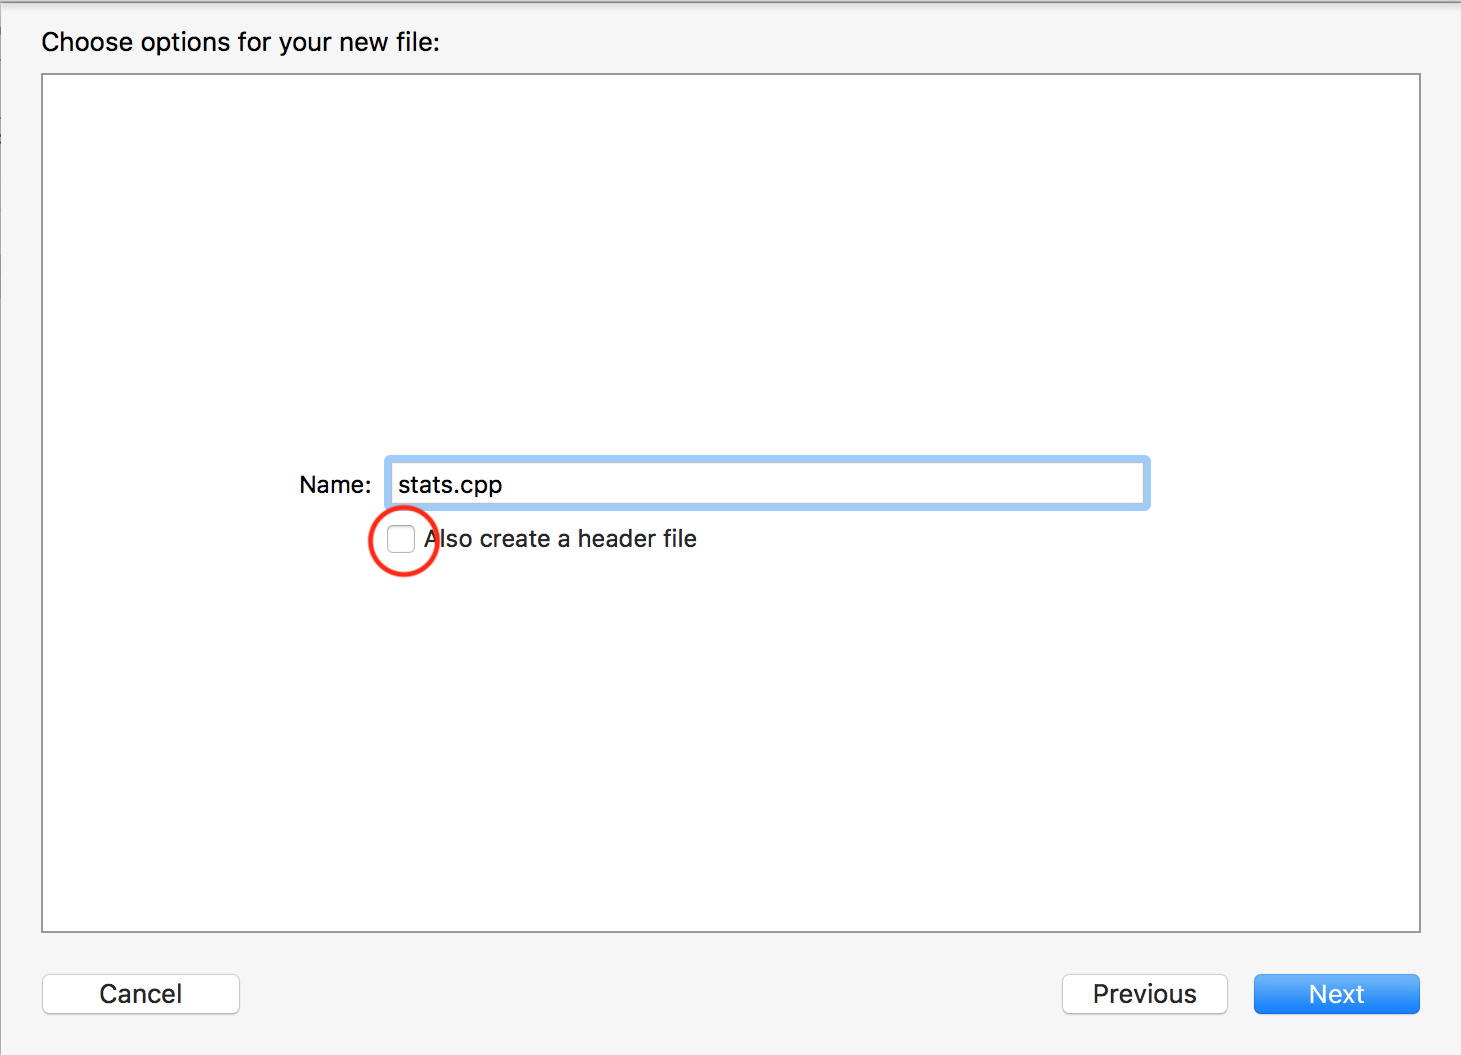 Choose options for your new file:
Name: stats.cpp
Also create a header file
Cancel Previous Next